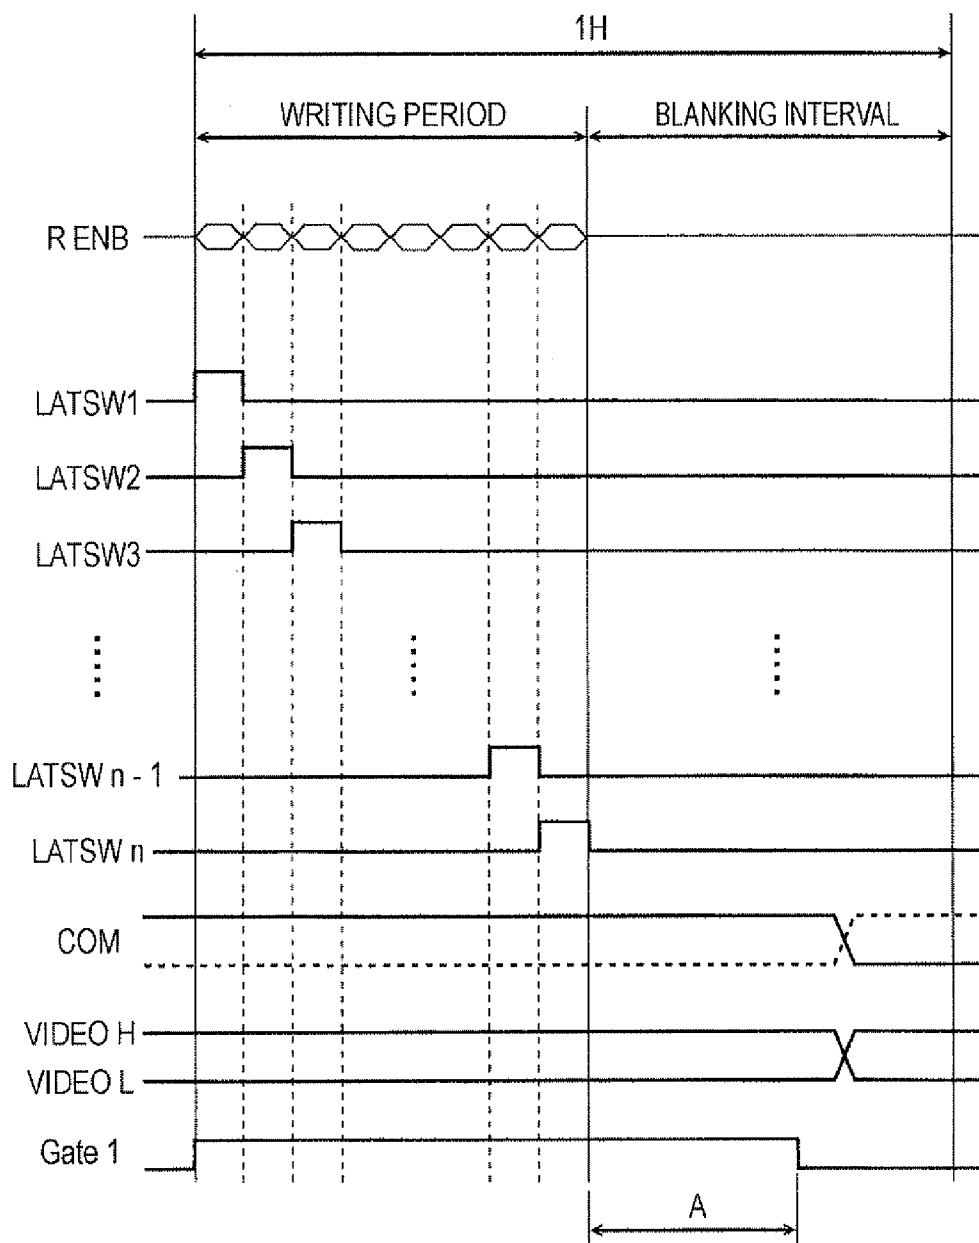 1H
WRITING PERIOD BLANKING INTERVAL
R ENB
LATSW1
LATSW2
LATSW3
LATSW n - 1
LATSW n
COM
VIDEO H
VIDEO L
Gate 1
A